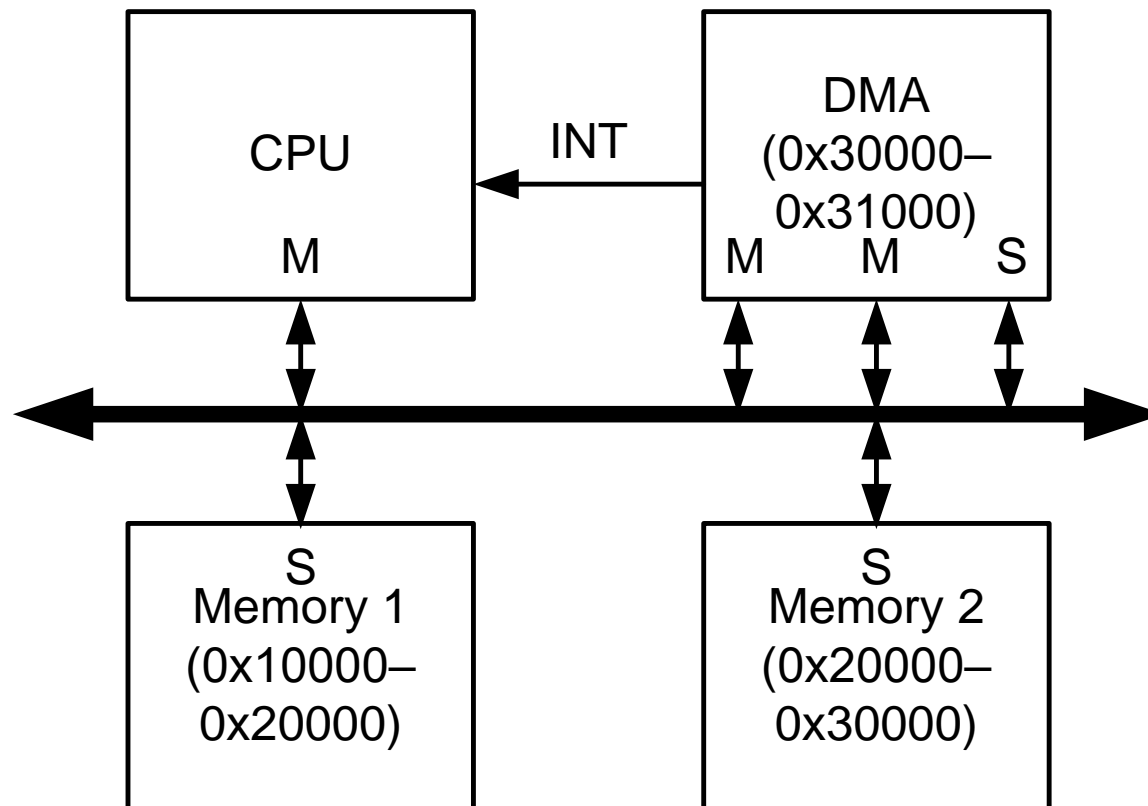 CPU
M
INT
DMA
(0x30000–
0x31000)
M M S
S
Memory 1
(0x10000–
0x20000)
S
Memory 2
(0x20000–
0x30000)